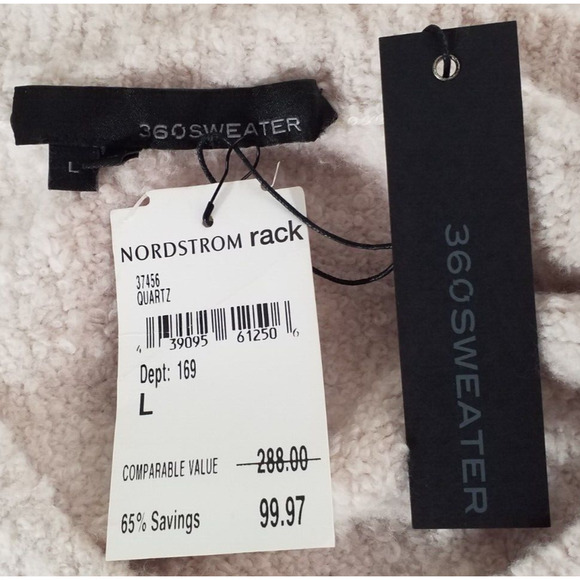 360SWEATER
L
NORDSTROM rack
37456
QUARTZ
4 39095 61250 6
Dept: 169
L
COMPARABLE VALUE 288.00
65% Savings 99.97
360SWEATER